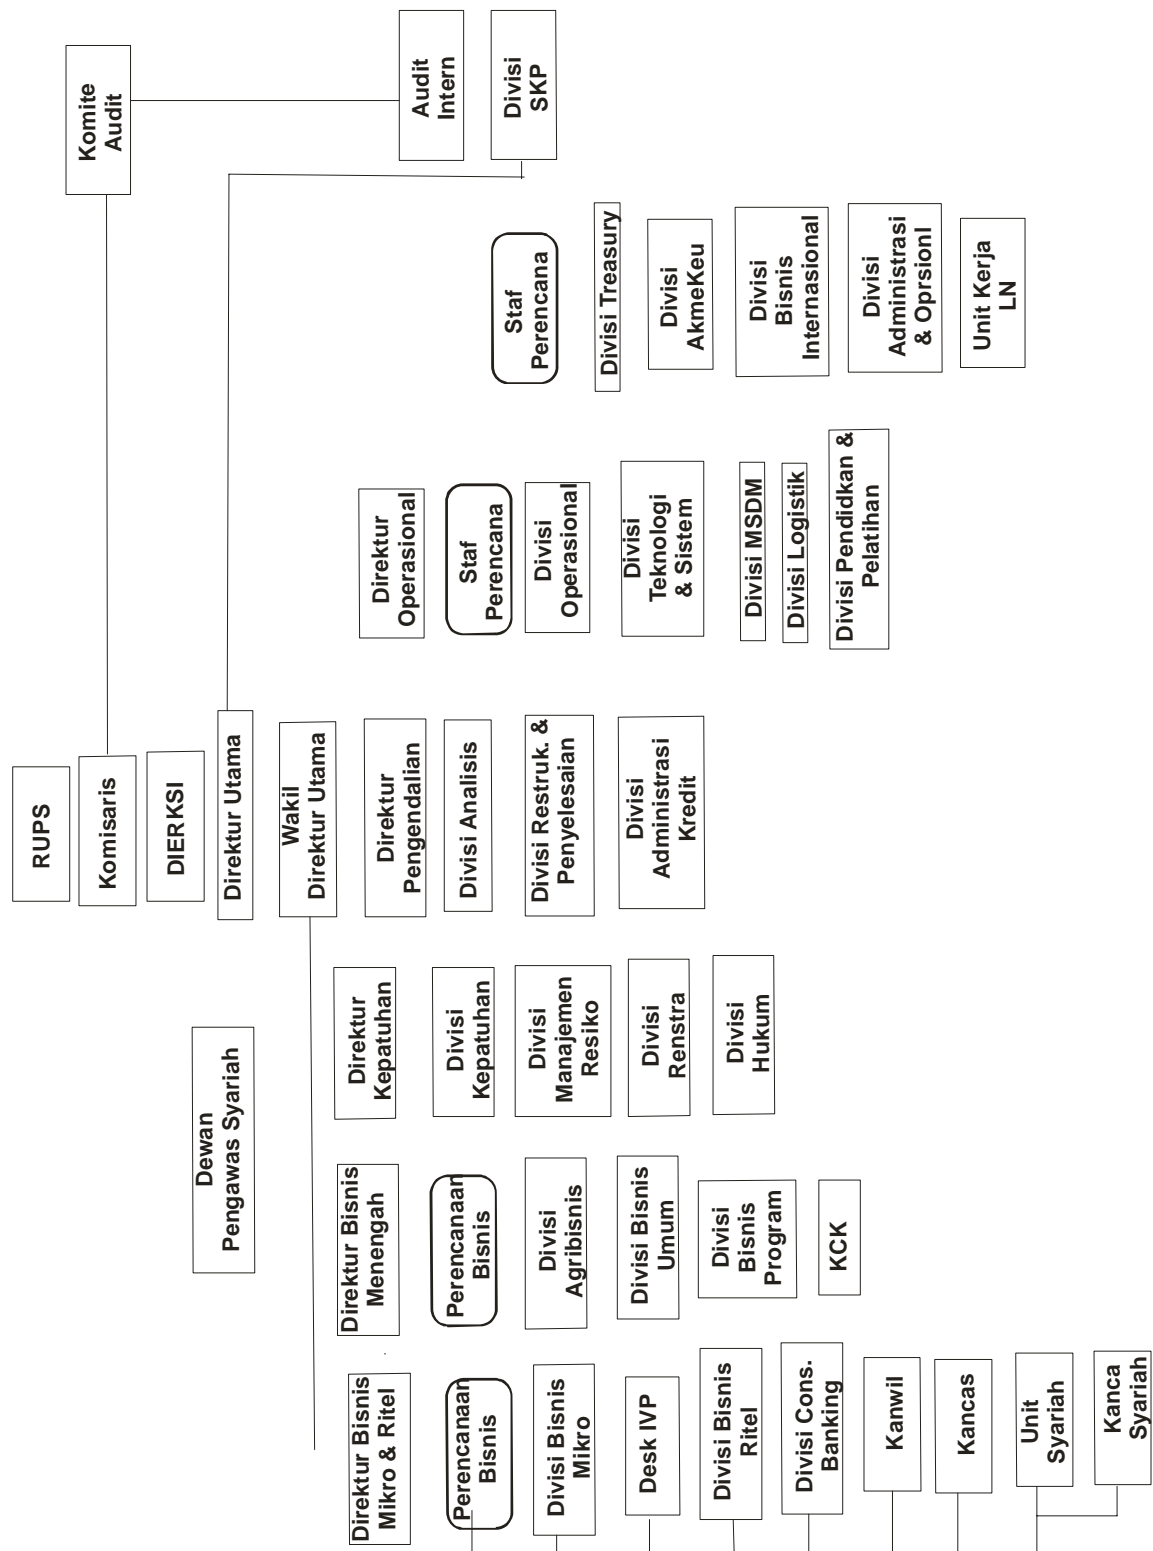 RUPS
Komisaris
Komite
Audit
DIERKSI
Dewan
Pengawas Syariah
Direktur Utama
Wakil
Direktur Utama
Audit
Intern
Divisi
SKP
Direktur Bisnis
Mikro & Ritel
Perencanaan
Bisnis
Divisi Bisnis
Mikro
Desk IVP
Divisi Bisnis
Ritel
Divisi Cons.
Banking
Kanwil
Kancas
Unit
Syariah
Kanca
Syariah
Direktur Bisnis
Menengah
Perencanaan
Bisnis
Divisi
Agribisnis
Divisi Bisnis
Umum
Divisi
Bisnis
Program
KCK
Direktur
Kepatuhan
Divisi
Kepatuhan
Divisi
Manajemen
Resiko
Divisi
Renstra
Divisi
Hukum
Direktur
Pengendalian
Divisi Analisis
Divisi Restruk. &
Penyelesaian
Divisi
Administrasi
Kredit
Direktur
Operasional
Staf
Perencana
Divisi
Operasional
Divisi
Teknologi
& Sistem
Divisi MSDM
Divisi Logistik
Divisi Pendidkan &
Pelatihan
Staf
Perencana
Divisi Treasury
Divisi
AkmeKeu
Divisi
Bisnis
Internasional
Divisi
Administrasi
& Oprsionl
Unit Kerja
LN